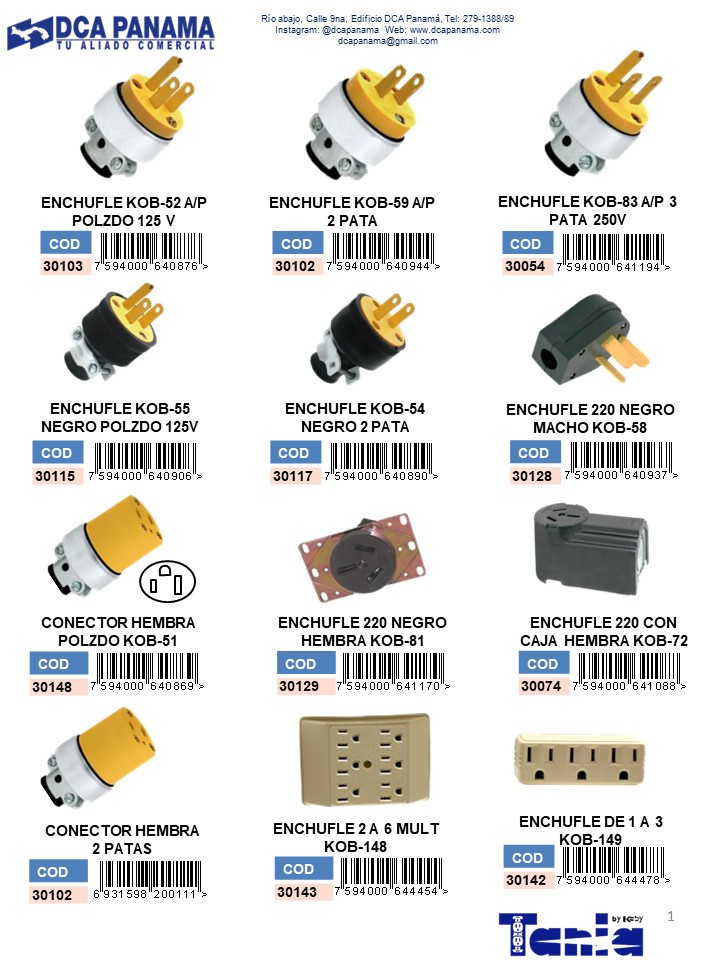 DCA PANAMA
TU ALIADO COMERCIAL
Río abajo, Calle 9na, Edificio DCA Panamá, Tel: 279-1388/89
Instagram: @dcapanama Web: www.dcapanama.com
dcapanama@gmail.com
ENCHUFLE KOB-52 A/P
POLZDO 125 V
COD
30103
7 594000 640876 >
ENCHUFLE KOB-59 A/P
2 PATA
COD
30102
7 594000 640944 >
ENCHUFLE KOB-83 A/P 3
PATA 250V
COD
30054
7 594000 641194 >
ENCHUFLE KOB-55
NEGRO POLZDO 125V
COD
30115
7 594000 640906 >
ENCHUFLE KOB-54
NEGRO 2 PATA
COD
30117
7 594000 640890 >
ENCHUFLE 220 NEGRO
MACHO KOB-58
COD
30128
7 594000 640937 >
CONECTOR HEMBRA
POLZDO KOB-51
COD
30148
7 594000 640869 >
ENCHUFLE 220 NEGRO
HEMBRA KOB-81
COD
30129
7 594000 641170 >
ENCHUFLE 220 CON
CAJA HEMBRA KOB-72
COD
30074
7 594000 641088 >
CONECTOR HEMBRA
2 PATAS
COD
30102
6 931598 200111 >
ENCHUFLE 2 A 6 MULT
KOB-148
COD
30143
7 594000 644454 >
ENCHUFLE DE 1 A 3
KOB-149
COD
30142
7 594000 644478 >
Tania
by Koby
1